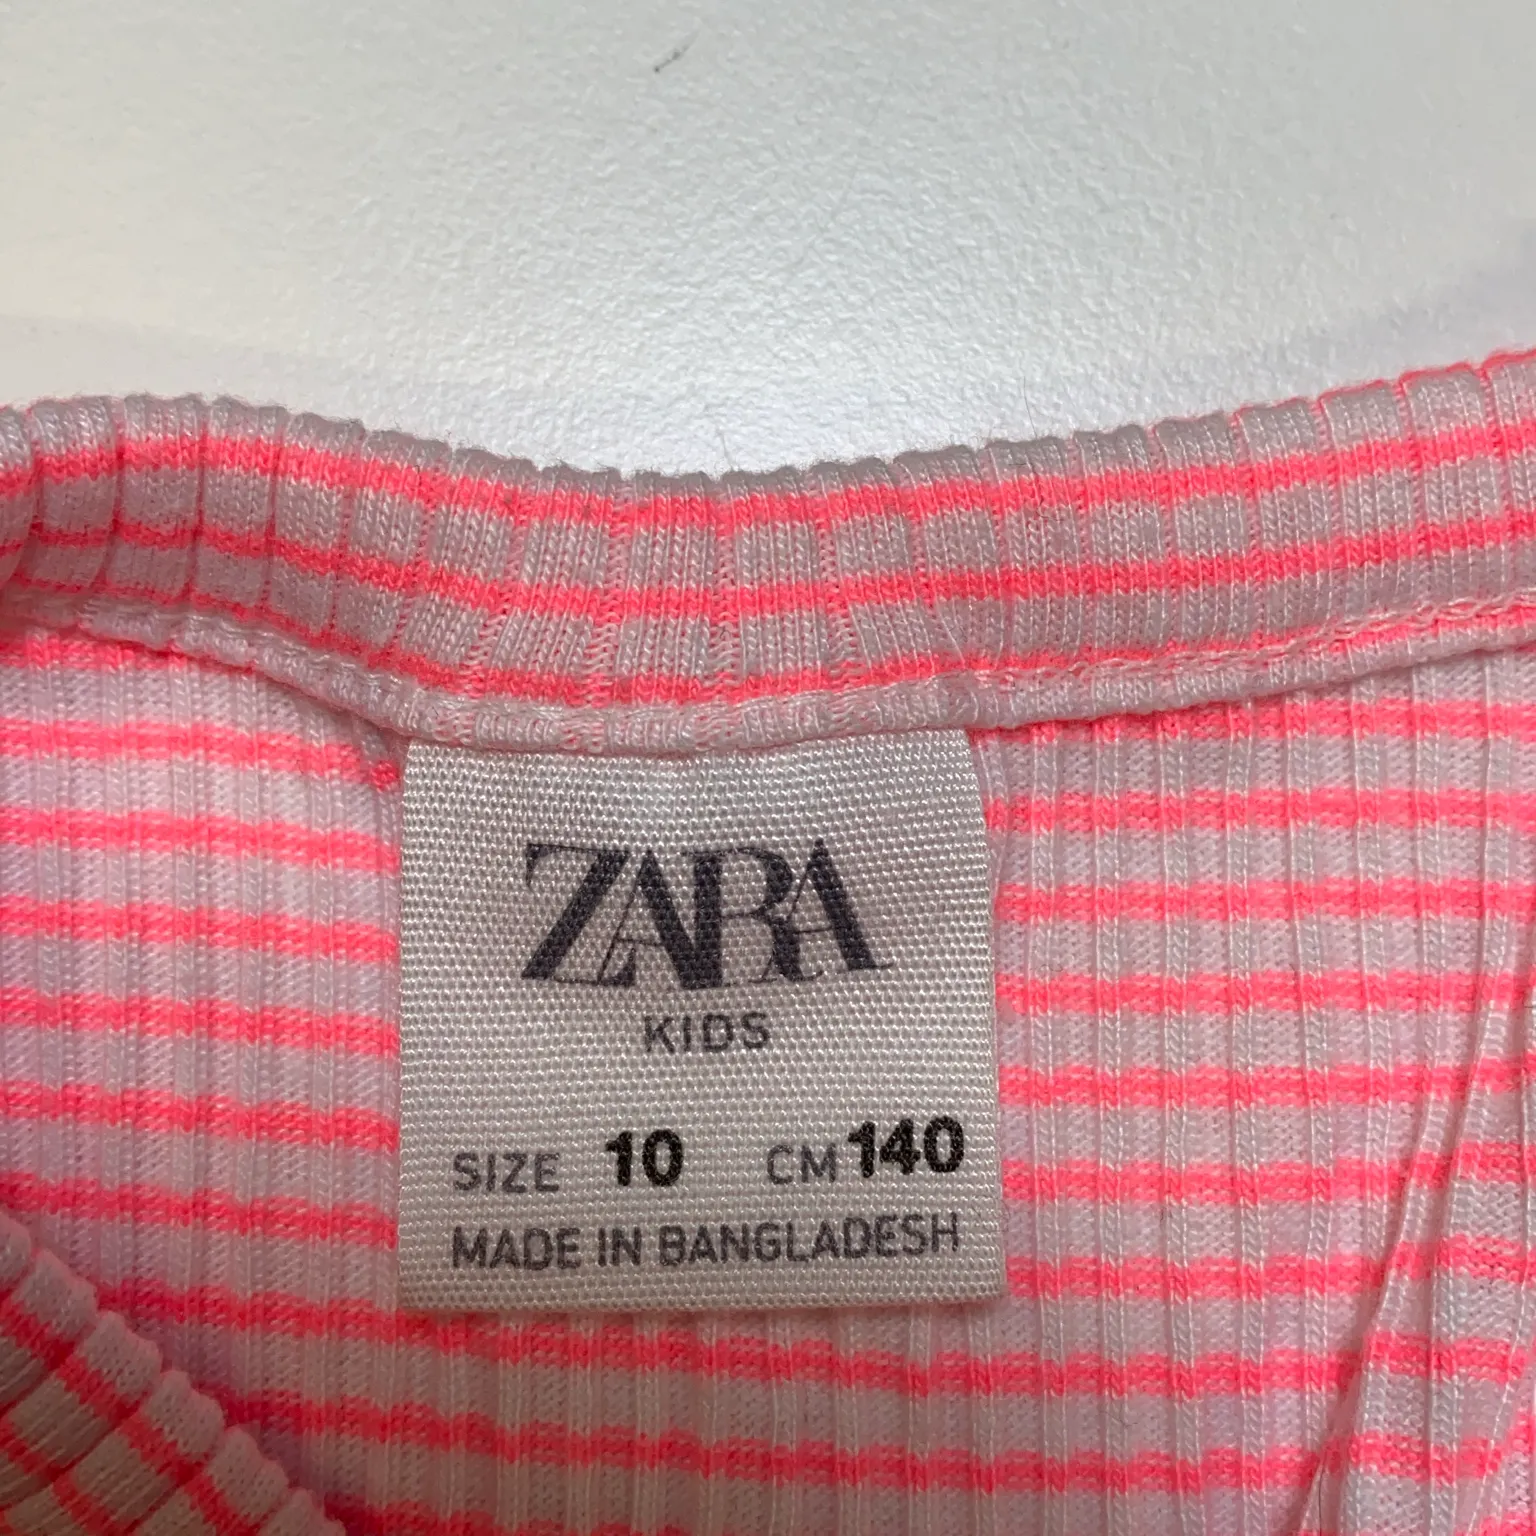 ZARA
KIDS
SIZE 10 CM 140
MADE IN BANGLADESH